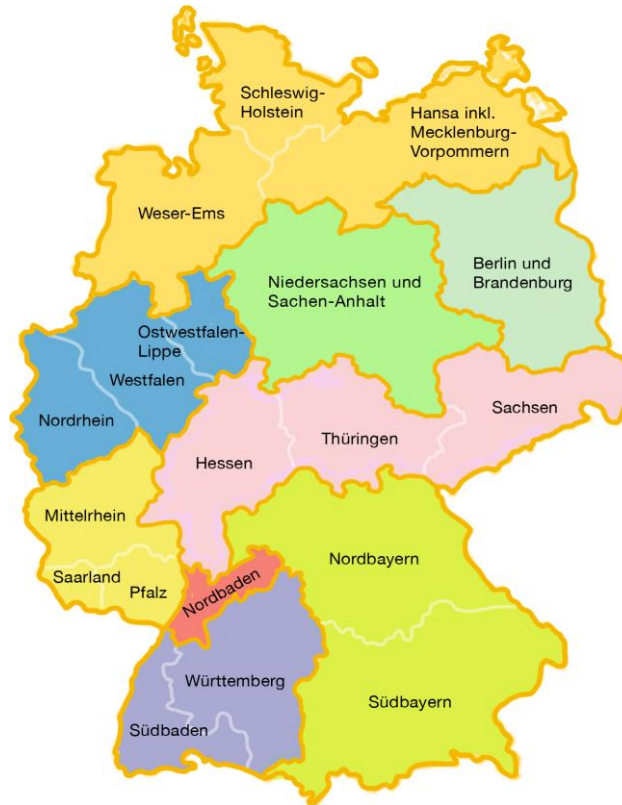 Schleswig-
Holstein
Hansa inkl.
Mecklenburg-
Vorpommern
Weser-Ems
Niedersachsen und
Sachen-Anhalt
Berlin und
Brandenburg
Ostwestfalen-
Lippe
Westfalen
Nordrhein
Sachsen
Thüringen
Hessen
Mittelrhein
Saarland
Pfalz
Nordbaden
Nordbayern
Württemberg
Südbaden
Südbayern